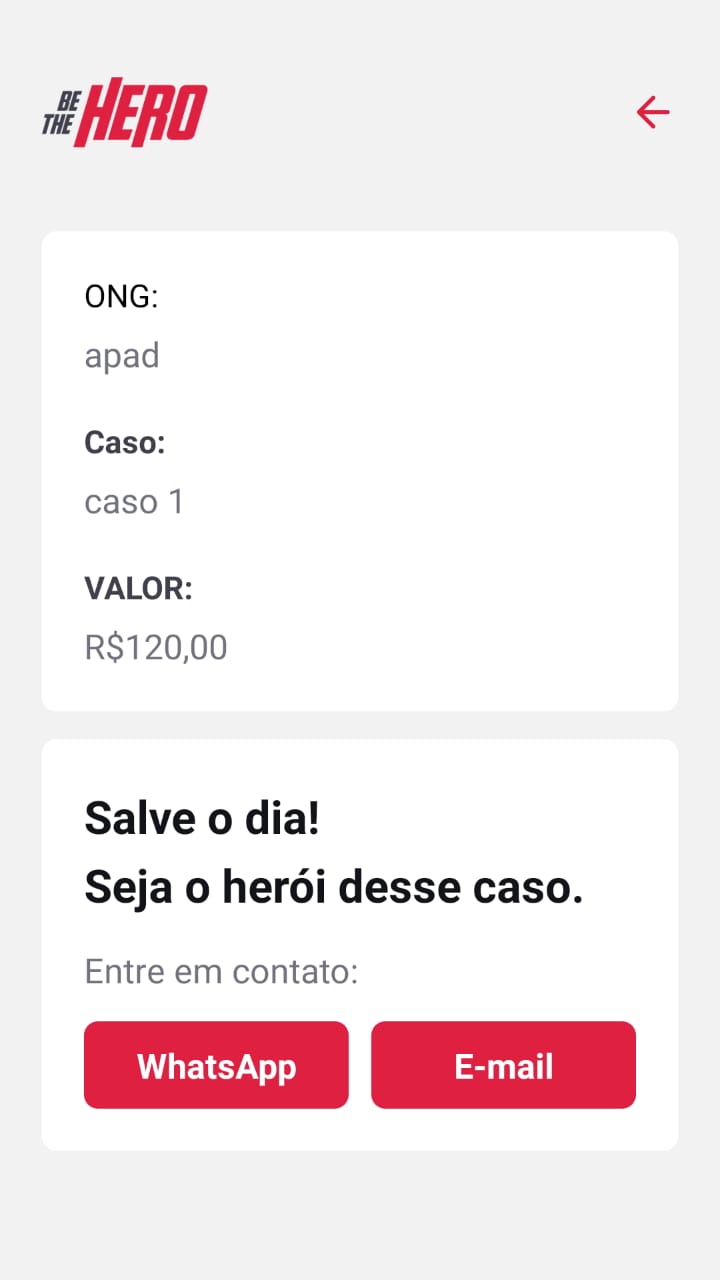 BE
THE HERO
ONG:
apad
Caso:
caso 1
VALOR:
R$120,00
Salve o dia!
Seja o herói desse caso.
Entre em contato:
WhatsApp E-mail